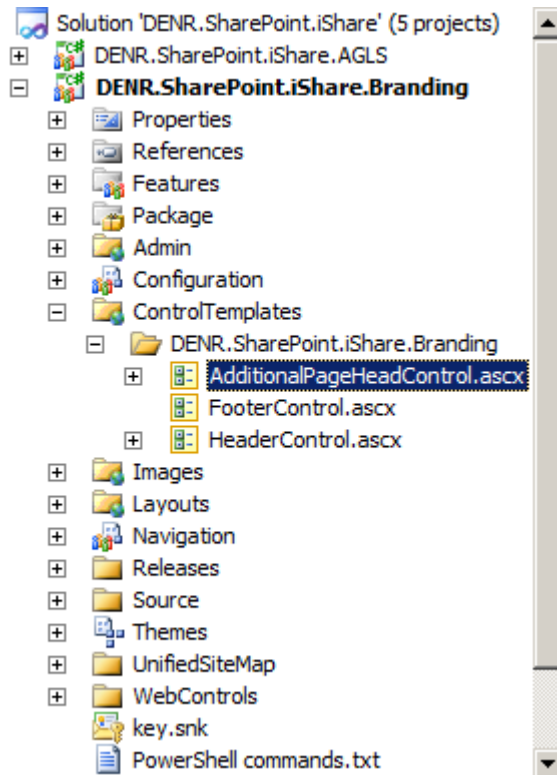 Solution 'DENR.SharePoint.iShare' (5 projects)
DENR.SharePoint.iShare.AGLS
DENR.SharePoint.iShare.Branding
Properties
References
Features
Package
Admin
Configuration
ControlTemplates
DENR.SharePoint.iShare.Branding
AdditionalPageHeadControl.ascx
FooterControl.ascx
HeaderControl.ascx
Images
Layouts
Navigation
Releases
Source
Themes
UnifiedSiteMap
WebControls
key.snk
PowerShell commands.txt